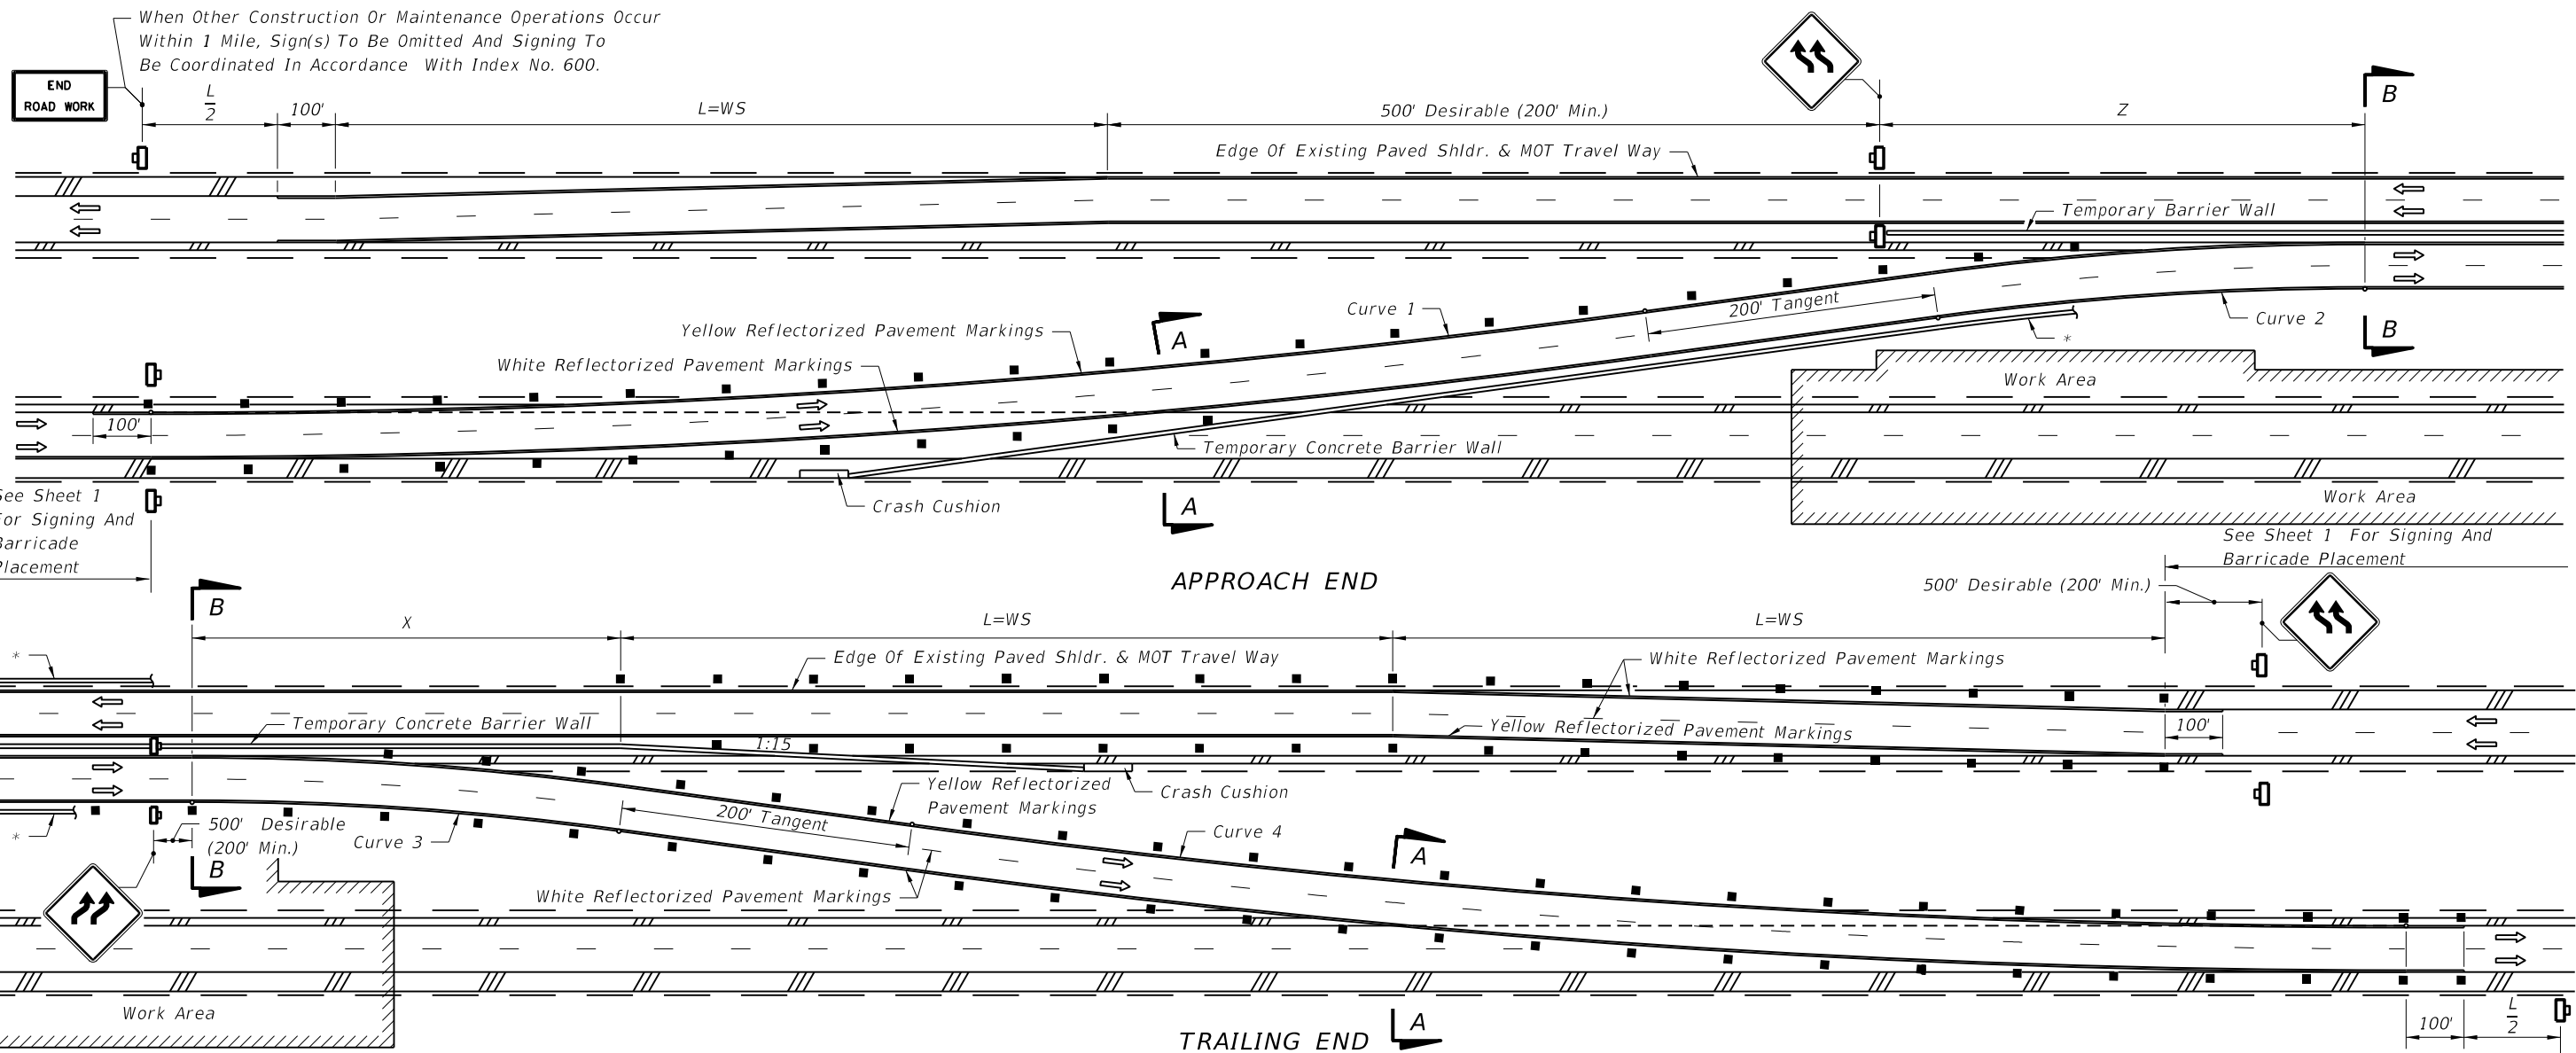 When Other Construction Or Maintenance Operations Occur
Within 1 Mile, Sign(s) To Be Omitted And Signing To
Be Coordinated In Accordance With Index No. 600.
END
ROAD WORK
L
2
100'
L=WS
500' Desirable (200' Min.)
Z
B
Edge Of Existing Paved Shldr. & MOT Travel Way
Temporary Barrier Wall
Curve 1
200' Tangent
Yellow Reflectorized Pavement Markings
A
White Reflectorized Pavement Markings
Curve 2
B
*
Work Area
100'
Temporary Concrete Barrier Wall
Crash Cushion
A
Work Area
See Sheet 1
For Signing And
Barricade
Placement
See Sheet 1 For Signing And
Barricade Placement
APPROACH END
500' Desirable (200' Min.)
B
X
L=WS
L=WS
*
Edge Of Existing Paved Shldr. & MOT Travel Way
White Reflectorized Pavement Markings
Temporary Concrete Barrier Wall
1:15
Yellow Reflectorized Pavement Markings
100'
Yellow Reflectorized
Pavement Markings
Crash Cushion
200' Tangent
*
500' Desirable
(200' Min.)
Curve 3
Curve 4
B
A
White Reflectorized Pavement Markings
Work Area
TRAILING END
A
100'
L
2